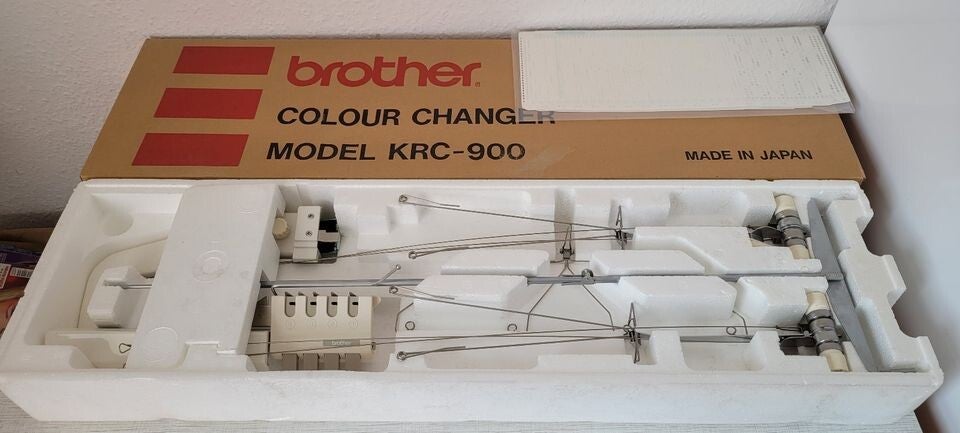 brother
COLOUR CHANGER
MODEL KRC-900
MADE IN JAPAN
brother